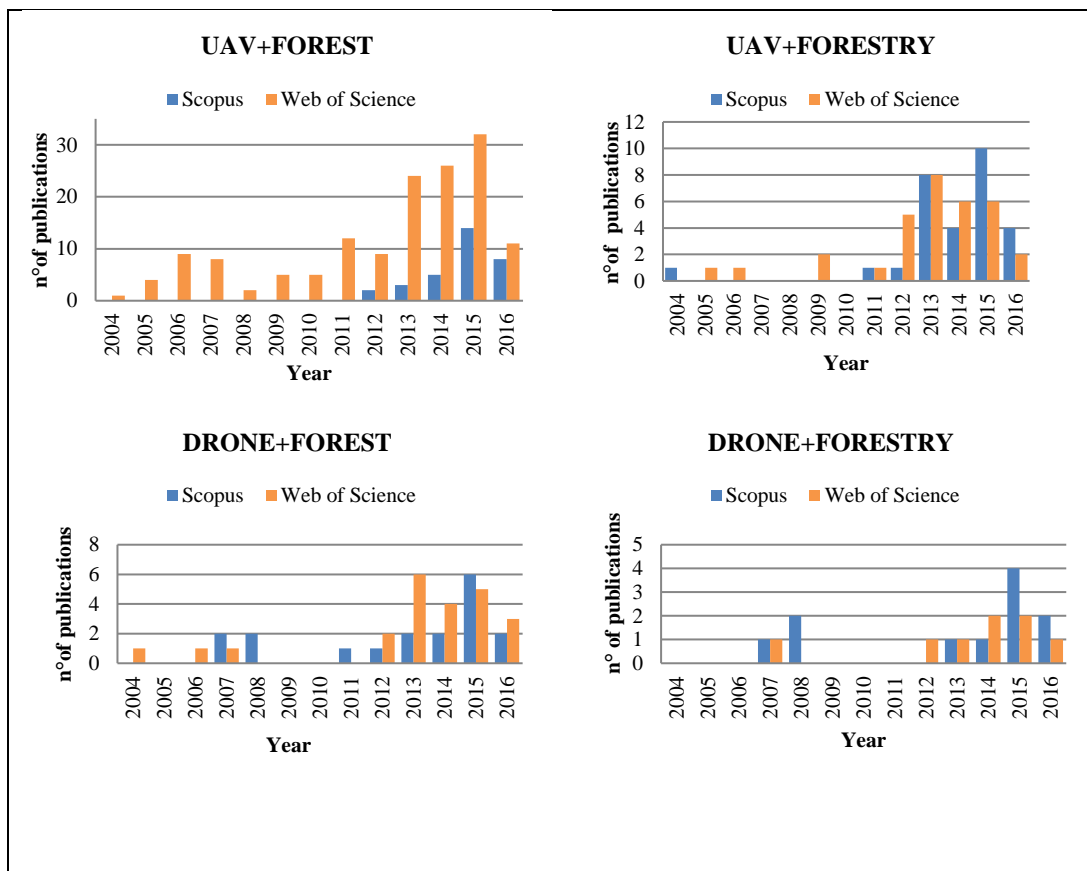 UAV+FOREST
Scopus Web of Science
n°of publications
30
20
10
0
2004 2005 2006 2007 2008 2009 2010 2011 2012 2013 2014 2015 2016
Year
UAV+FORESTRY
Scopus Web of Science
n°of publications
12
10
8
6
4
2
0
2004 2005 2006 2007 2008 2009 2010 2011 2012 2013 2014 2015 2016
Year
DRONE+FOREST
Scopus Web of Science
n°of publications
8
6
4
2
0
2004 2005 2006 2007 2008 2009 2010 2011 2012 2013 2014 2015 2016
Year
DRONE+FORESTRY
Scopus Web of Science
n° of publications
5
4
3
2
1
0
2004 2005 2006 2007 2008 2009 2010 2011 2012 2013 2014 2015 2016
Year